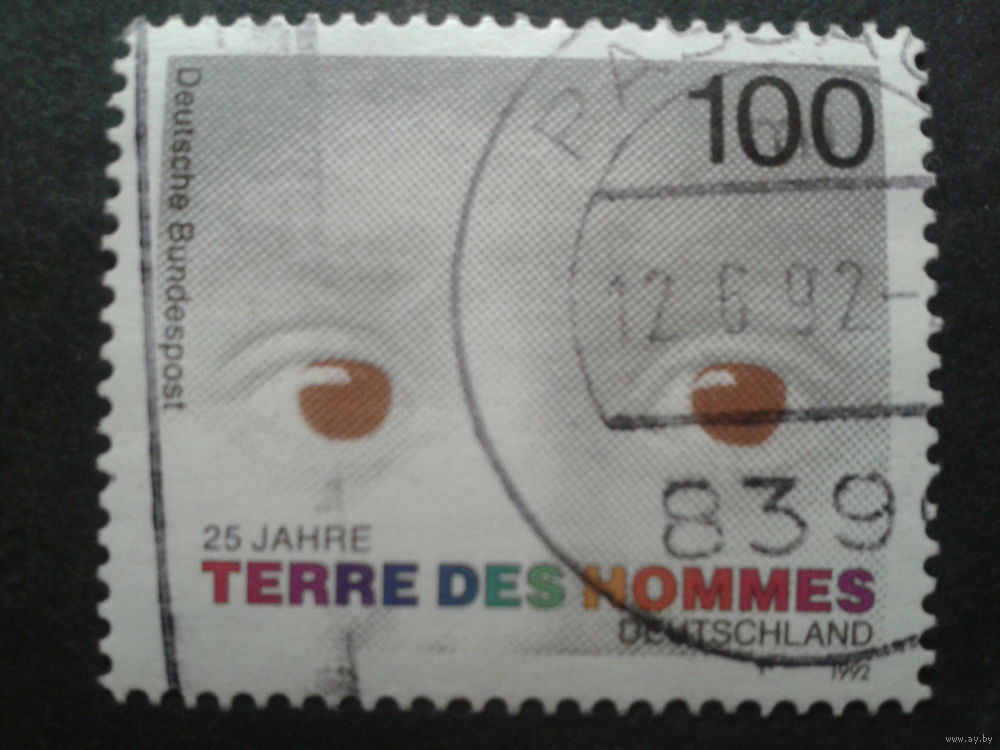 Deutsche Bundespost
100
12.6.92-
839
25 JAHRE
TERRE DES HOMMES
DEUTSCHLAND
1992
www.ay.by